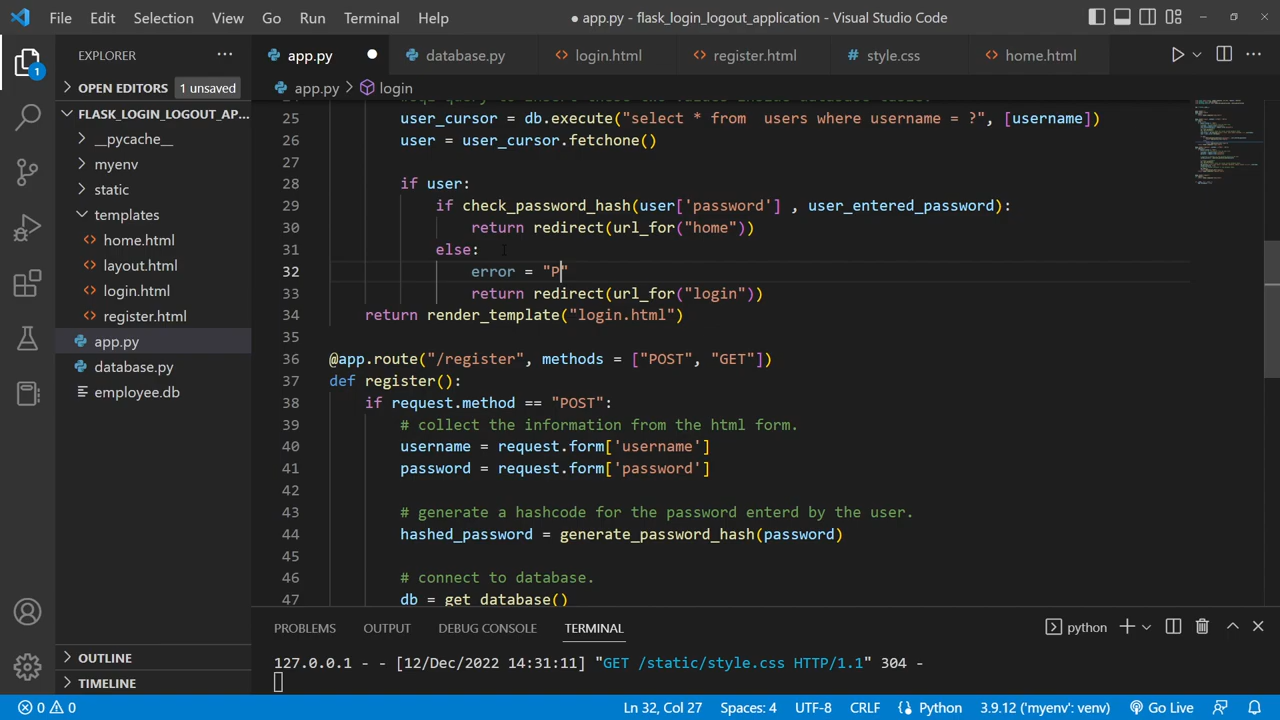 File Edit Selection View Go Run Terminal Help
● app.py - flask_login_logout_application - Visual Studio Code
EXPLORER
app.py database.py login.html register.html style.css home.html
OPEN EDITORS 1 unsaved
app.py > login
FLASK_LOGIN_LOGOUT_AP...
__pycache__
myenv
static
templates
home.html
layout.html
login.html
register.html
app.py
database.py
employee.db
OUTLINE
TIMELINE
25 user_cursor = db.execute("select * from  users where username = ?", [username])
26 user = user_cursor.fetchone()
27
28 if user:
29 if check_password_hash(user['password'] , user_entered_password):
30 return redirect(url_for("home"))
31 else:
32 error = "P"
33 return redirect(url_for("login"))
34 return render_template("login.html")
35
36 @app.route("/register", methods = ["POST", "GET"])
37 def register():
38 if request.method == "POST":
39 # collect the information from the html form.
40 username = request.form['username']
41 password = request.form['password']
42
43 # generate a hashcode for the password enterd by the user.
44 hashed_password = generate_password_hash(password)
45
46 # connect to database.
47 db = get_database()
PROBLEMS OUTPUT DEBUG CONSOLE TERMINAL
python
127.0.0.1 - - [12/Dec/2022 14:31:11] "GET /static/style.css HTTP/1.1" 304 -
1
0 0 Ln 32, Col 27 Spaces: 4 UTF-8 CRLF Python 3.9.12 ('myenv': venv) Go Live